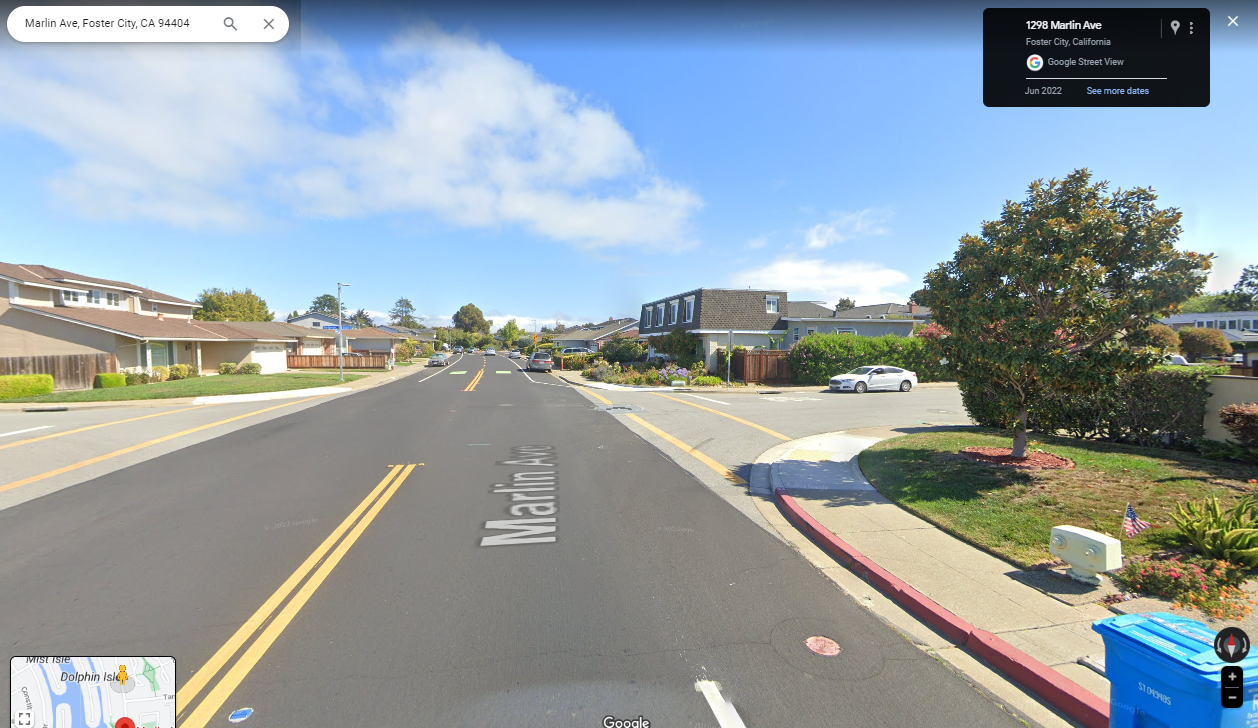 Marlin Ave, Foster City, CA 94404
1298 Marlin Ave
Foster City, California
Google Street View
Jun 2022
See more dates
Marlin Ave
Mist Isle
Dolphin Isle
Google